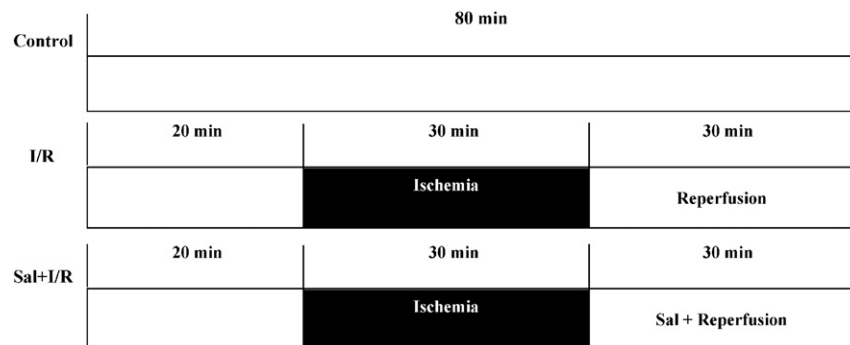 80 min
Control
20 min 30 min 30 min
I/R
Ischemia
Reperfusion
20 min 30 min 30 min
Sal+I/R
Ischemia
Sal + Reperfusion